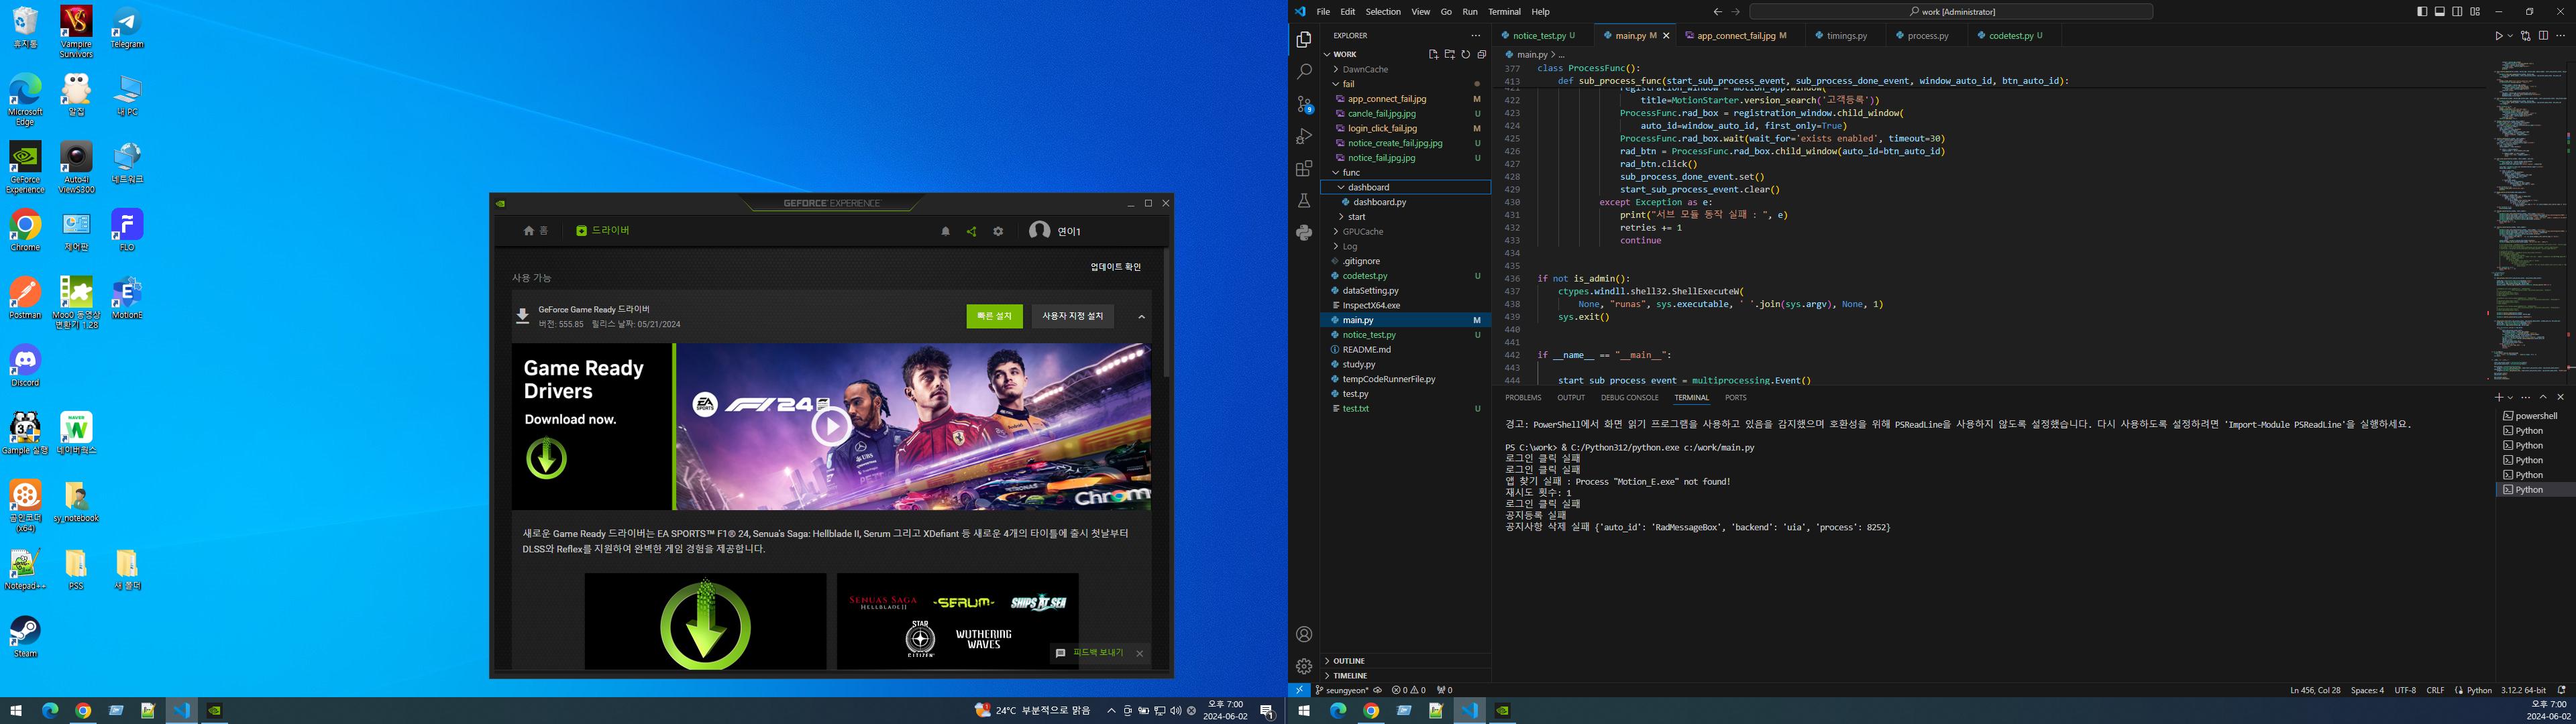 휴지통
Vampire
Survivors
Telegram
Microsoft
Edge
알집
내 PC
GeForce
Experience
Auto4i
ViewS800
네트워크
Chrome
제어판
FLO
Postman
Moo0 동영상
변환기 1.28
MotionE
Discord
Gample 실행
네이버웍스
곰인코더
(x64)
sy_notebook
Notepad++
PSS
새 폴더
Steam
GEFORCE EXPERIENCE
홈
드라이버
연이1
업데이트 확인
사용 가능
GeForce Game Ready 드라이버
버전: 555.85 릴리스 날짜: 05/21/2024
빠른 설치
사용자 지정 설치
Game Ready
Drivers
Download now.
EA
SPORTS
F1 24
새로운 Game Ready 드라이버는 EA SPORTS™ F1® 24, Senua's Saga: Hellblade II, Serum 그리고 XDefiant 등 새로운 4개의 타이틀에 출시 첫날부터
DLSS와 Reflex를 지원하여 완벽한 게임 경험을 제공합니다.
SENUA'S SAGA
HELLBLADE II
SERUM
SHIPS AT SEA
STAR
CITIZEN
WUTHERING
WAVES
피드백 보내기
24°C 부분적으로 맑음
오후 7:00
2024-06-02
File Edit Selection View Go Run Terminal Help
work [Administrator]
EXPLORER
WORK
DawnCache
fail
app_connect_fail.jpg M
cancle_fail.jpg.jpg U
login_click_fail.jpg M
notice_create_fail.jpg.jpg U
notice_fail.jpg.jpg U
func
dashboard
dashboard.py
start
GPUCache
Log
.gitignore
codetest.py U
dataSetting.py
InspectX64.exe
main.py M
notice_test.py U
README.md
study.py
tempCodeRunnerFile.py
test.py
test.txt U
OUTLINE
TIMELINE
notice_test.py U
main.py M
app_connect_fail.jpg M
timings.py
process.py
codetest.py U
main.py > ...
377 class ProcessFunc():
413 def sub_process_func(start_sub_process_event, sub_process_done_event, window_auto_id, btn_auto_id):
421 registration_window = motion_app.window(
422 title=MotionStarter.version_search('고객등록'))
423 ProcessFunc.rad_box = registration_window.child_window(
424 auto_id=window_auto_id, first_only=True)
425 ProcessFunc.rad_box.wait(wait_for='exists enabled', timeout=30)
426 rad_btn = ProcessFunc.rad_box.child_window(auto_id=btn_auto_id)
427 rad_btn.click()
428 sub_process_done_event.set()
429 start_sub_process_event.clear()
430 except Exception as e:
431 print("서브 모듈 동작 실패 : ", e)
432 retries += 1
433 continue
434
435
436 if not is_admin():
437 ctypes.windll.shell32.ShellExecuteW(
438 None, "runas", sys.executable, ' '.join(sys.argv), None, 1)
439 sys.exit()
440
441
442 if __name__ == "__main__":
443
444 start_sub_process_event = multiprocessing.Event()
PROBLEMS OUTPUT DEBUG CONSOLE TERMINAL PORTS
경고: PowerShell에서 화면 읽기 프로그램을 사용하고 있음을 감지했으며 호환성을 위해 PSReadLine을 사용하지 않도록 설정했습니다. 다시 사용하도록 설정하려면 'Import-Module PSReadLine'을 실행하세요.
PS C:\work> & C:/Python312/python.exe c:/work/main.py
로그인 클릭 실패
로그인 클릭 실패
앱 찾기 실패 : Process "Motion_E.exe" not found!
재시도 횟수: 1
로그인 클릭 실패
공지등록 실패
공지사항 삭제 실패 {'auto_id': 'RadMessageBox', 'backend': 'uia', 'process': 8252}
powershell
Python
Python
Python
Python
Python
seungyeon* 0 0 0
Ln 456, Col 28 Spaces: 4 UTF-8 CRLF Python 3.12.2 64-bit
오후 7:00
2024-06-02